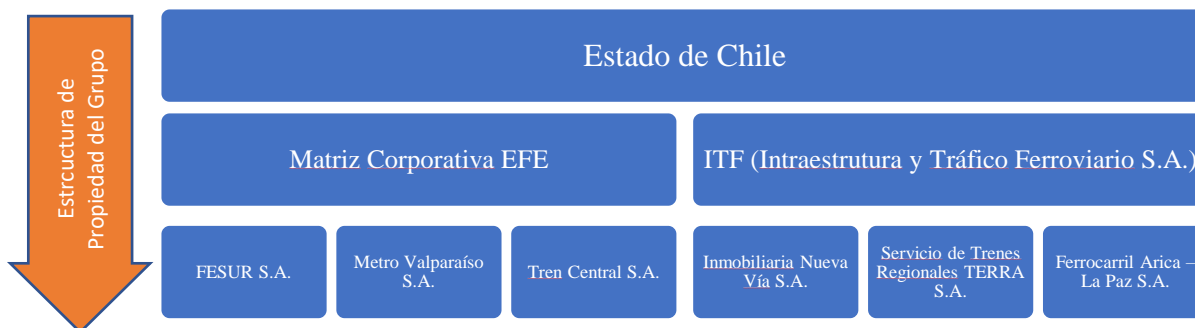 Estrcuctura de
Propiedad del Grupo
Estado de Chile
Matriz Corporativa EFE
ITF (Intraestrutura y Tráfico Ferroviario S.A.)
FESUR S.A.
Metro Valparaíso
S.A.
Tren Central S.A.
Inmobiliaria Nueva
Vía S.A.
Servicio de Trenes
Regionales TERRA
S.A.
Ferrocarril Arica –
La Paz S.A.